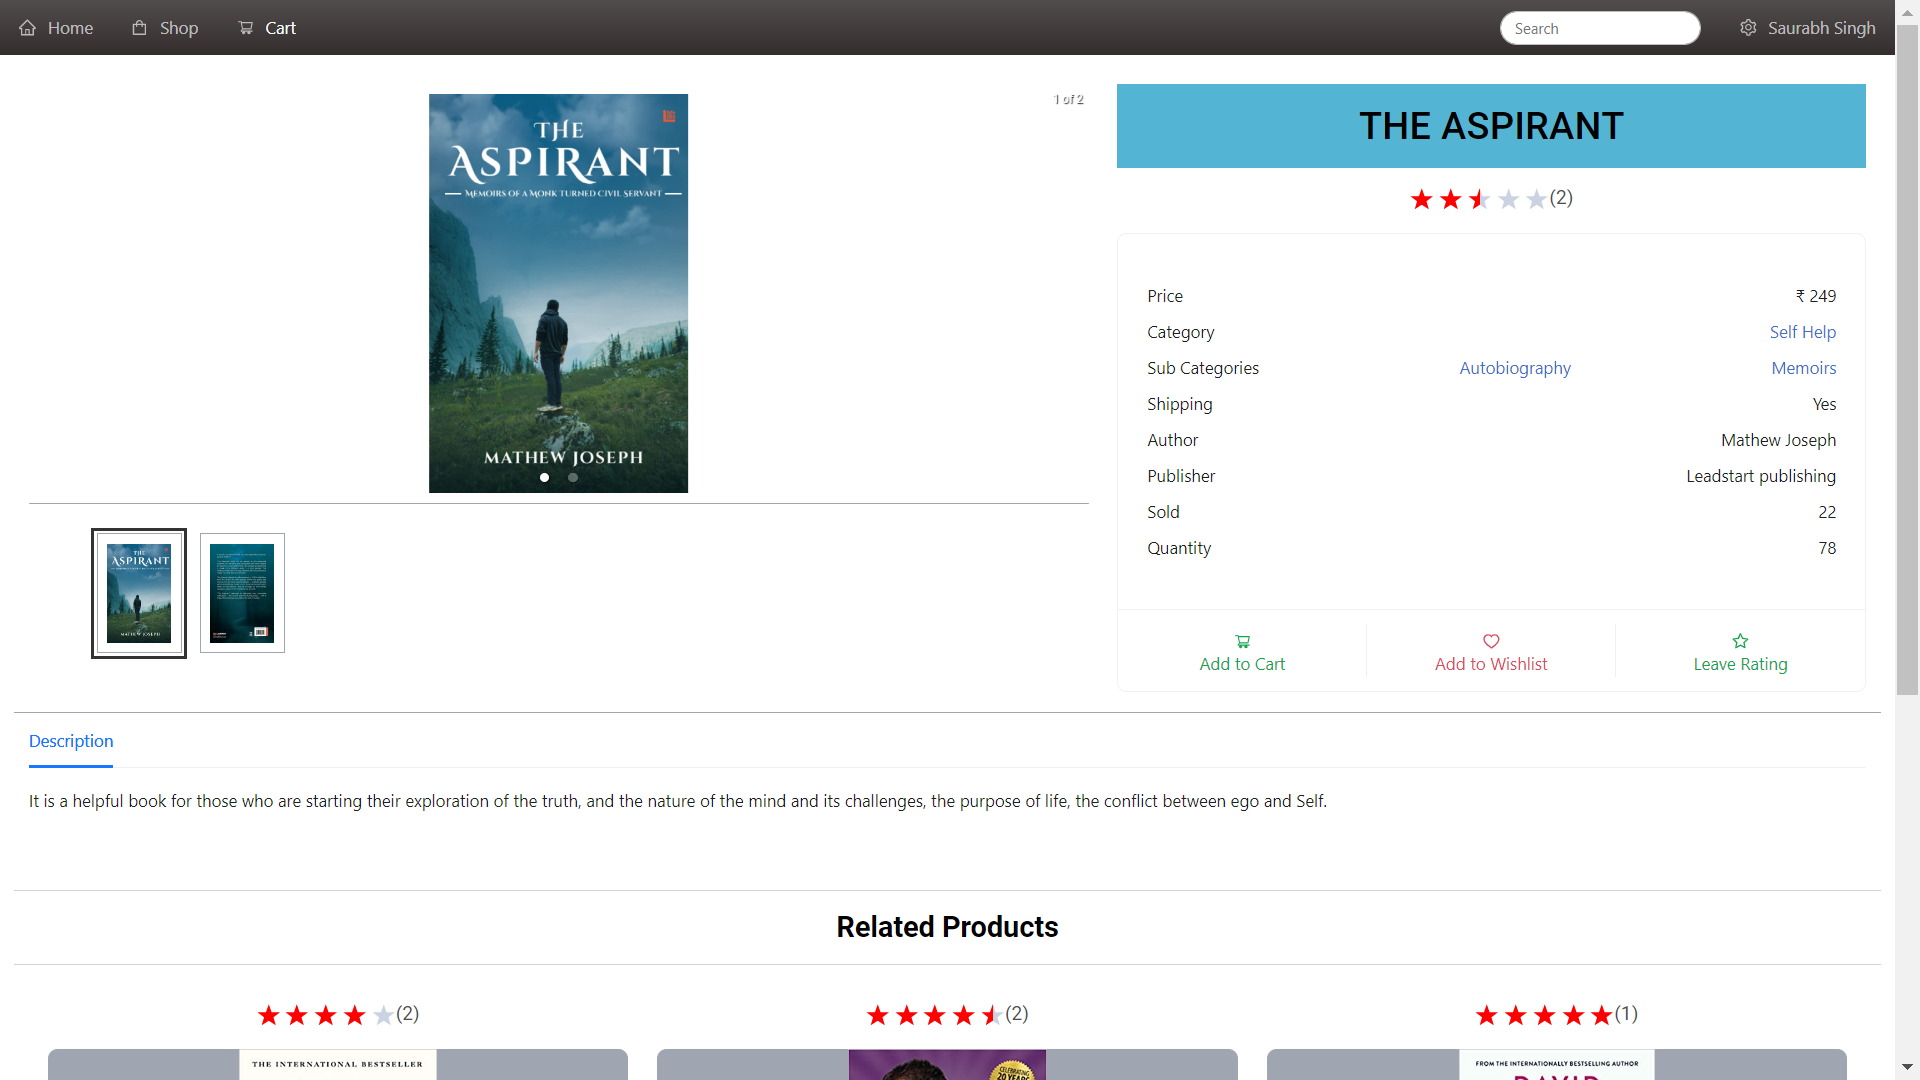 Home
Shop
Cart
Search
Saurabh Singh
THE
ASPIRANT
MEMOIRS OF A MONK TURNED CIVIL SERVANT
MATHEW JOSEPH
1 of 2
THE
ASPIRANT
MATHEW JOSEPH
THE ASPIRANT
(2)
Price ₹ 249
Category Self Help
Sub Categories Autobiography Memoirs
Shipping Yes
Author Mathew Joseph
Publisher Leadstart publishing
Sold 22
Quantity 78
Add to Cart
Add to Wishlist
Leave Rating
Description
It is a helpful book for those who are starting their exploration of the truth, and the nature of the mind and its challenges, the purpose of life, the conflict between ego and Self.
Related Products
(2)
(2)
(1)
THE INTERNATIONAL BESTSELLER
CELEBRATING
20 YEARS
FROM THE INTERNATIONALLY BESTSELLING AUTHOR
DAVID